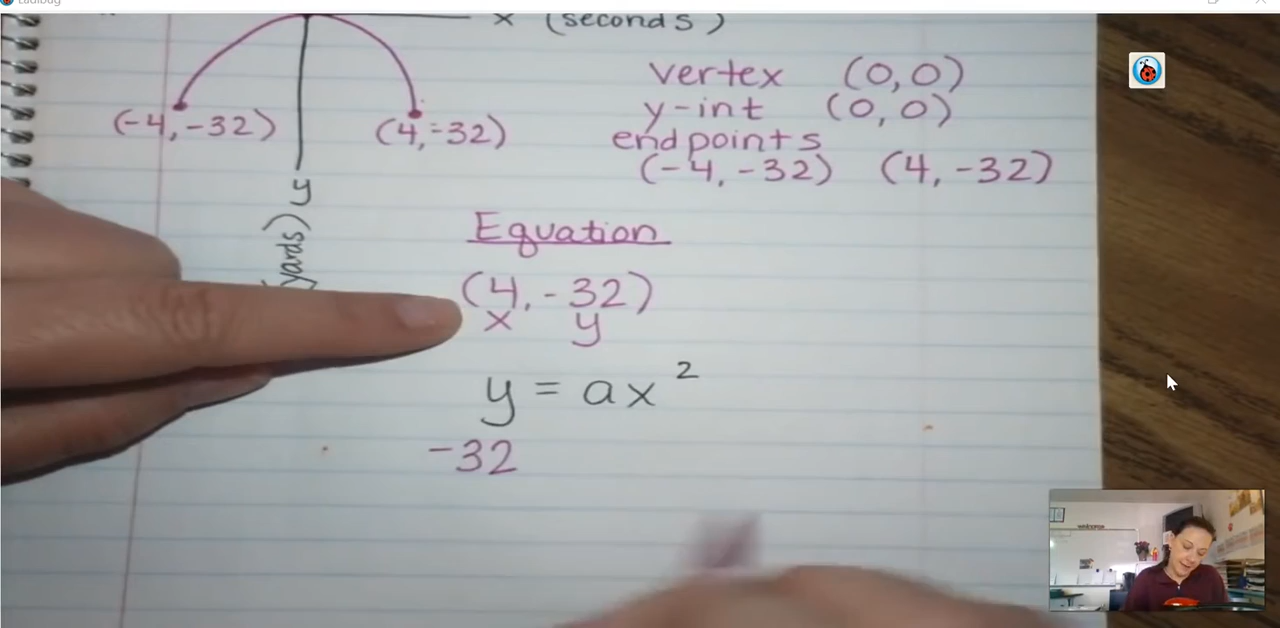 Ladibug
x (seconds)
vertex (0,0)
y-int (0,0)
(-4,-32) (4,-32)
endpoints
(-4,-32) (4,-32)
y
yards)
Equation
(4,-32)
x y
y = ax²
-32